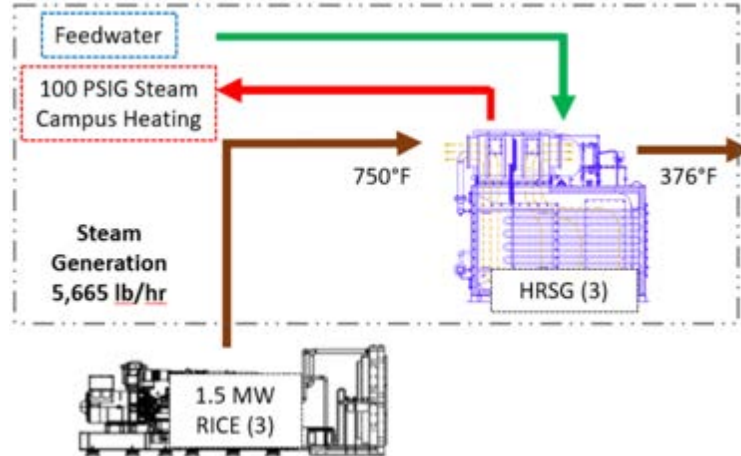 Feedwater
100 PSIG Steam
Campus Heating
750°F
376°F
Steam
Generation
5,665 lb/hr
HRSG (3)
1.5 MW
RICE (3)